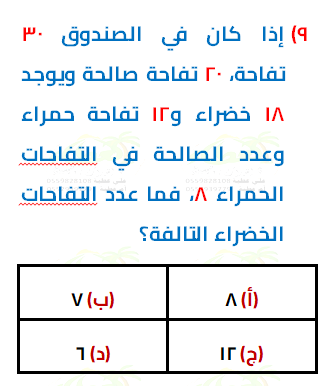 ٩) إذا كان في الصندوق ٣٠
تفاحة، ٢٠ تفاحة صالحة ويوجد
١٨ خضراء و١٢ تفاحة حمراء
وعدد الصالحة في التفاحات
الحمراء ٨، فما عدد التفاحات
الخضراء التالفة؟
(أ) ٨ (ب) ٧
(ج) ١٢ (د) ٦